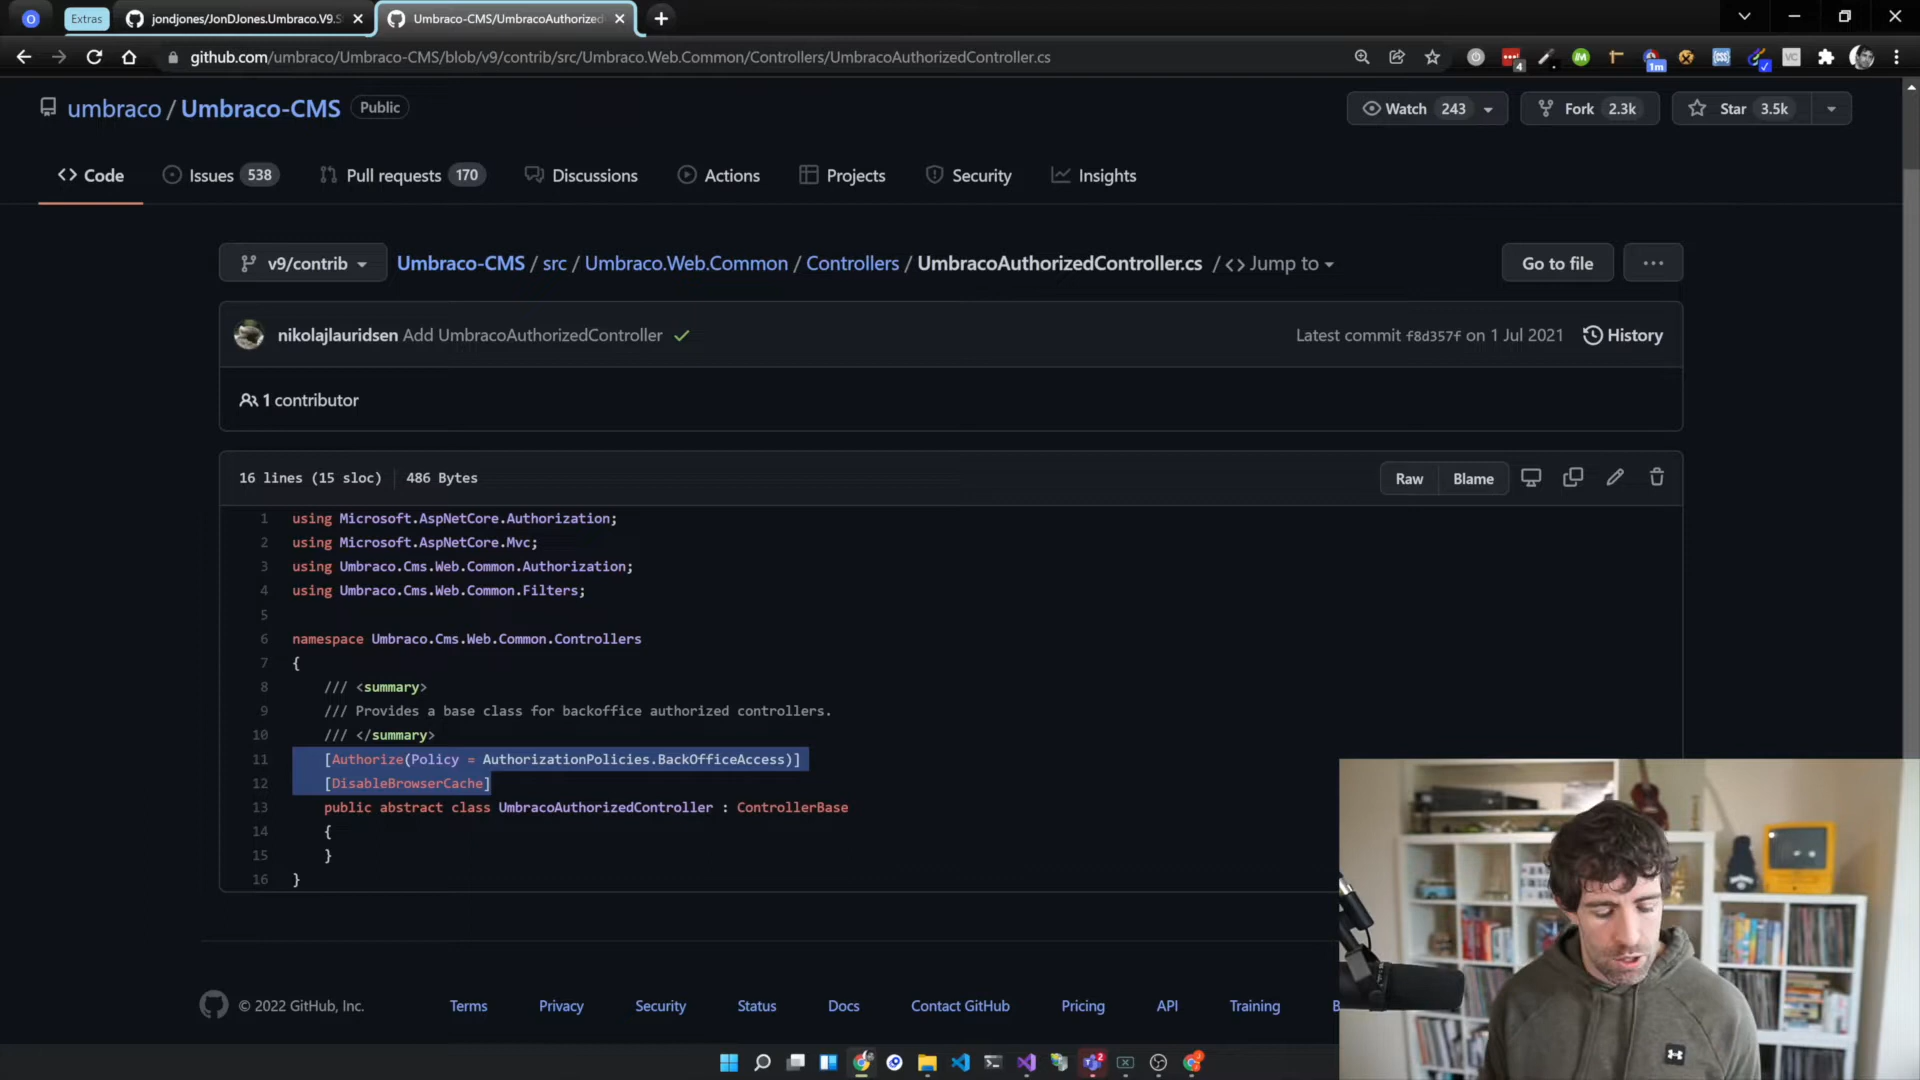 Extras
jondjones/JonDJones.Umbraco.V9.S
Umbraco-CMS/UmbracoAuthorized
github.com/umbraco/Umbraco-CMS/blob/v9/contrib/src/Umbraco.Web.Common/Controllers/UmbracoAuthorizedController.cs
umbraco / Umbraco-CMS Public
Watch 243
Fork 2.3k
Star 3.5k
Code
Issues 538
Pull requests 170
Discussions
Actions
Projects
Security
Insights
v9/contrib
Umbraco-CMS / src / Umbraco.Web.Common / Controllers / UmbracoAuthorizedController.cs / <> Jump to
Go to file
nikolajlauridsen Add UmbracoAuthorizedController
Latest commit f8d357f on 1 Jul 2021
History
1 contributor
16 lines (15 sloc) 486 Bytes
Raw
Blame
1 using Microsoft.AspNetCore.Authorization;
2 using Microsoft.AspNetCore.Mvc;
3 using Umbraco.Cms.Web.Common.Authorization;
4 using Umbraco.Cms.Web.Common.Filters;
5
6 namespace Umbraco.Cms.Web.Common.Controllers
7 {
8 /// <summary>
9 /// Provides a base class for backoffice authorized controllers.
10 /// </summary>
11 [Authorize(Policy = AuthorizationPolicies.BackOfficeAccess)]
12 [DisableBrowserCache]
13 public abstract class UmbracoAuthorizedController : ControllerBase
14 {
15 }
16 }
© 2022 GitHub, Inc.
Terms
Privacy
Security
Status
Docs
Contact GitHub
Pricing
API
Training
B